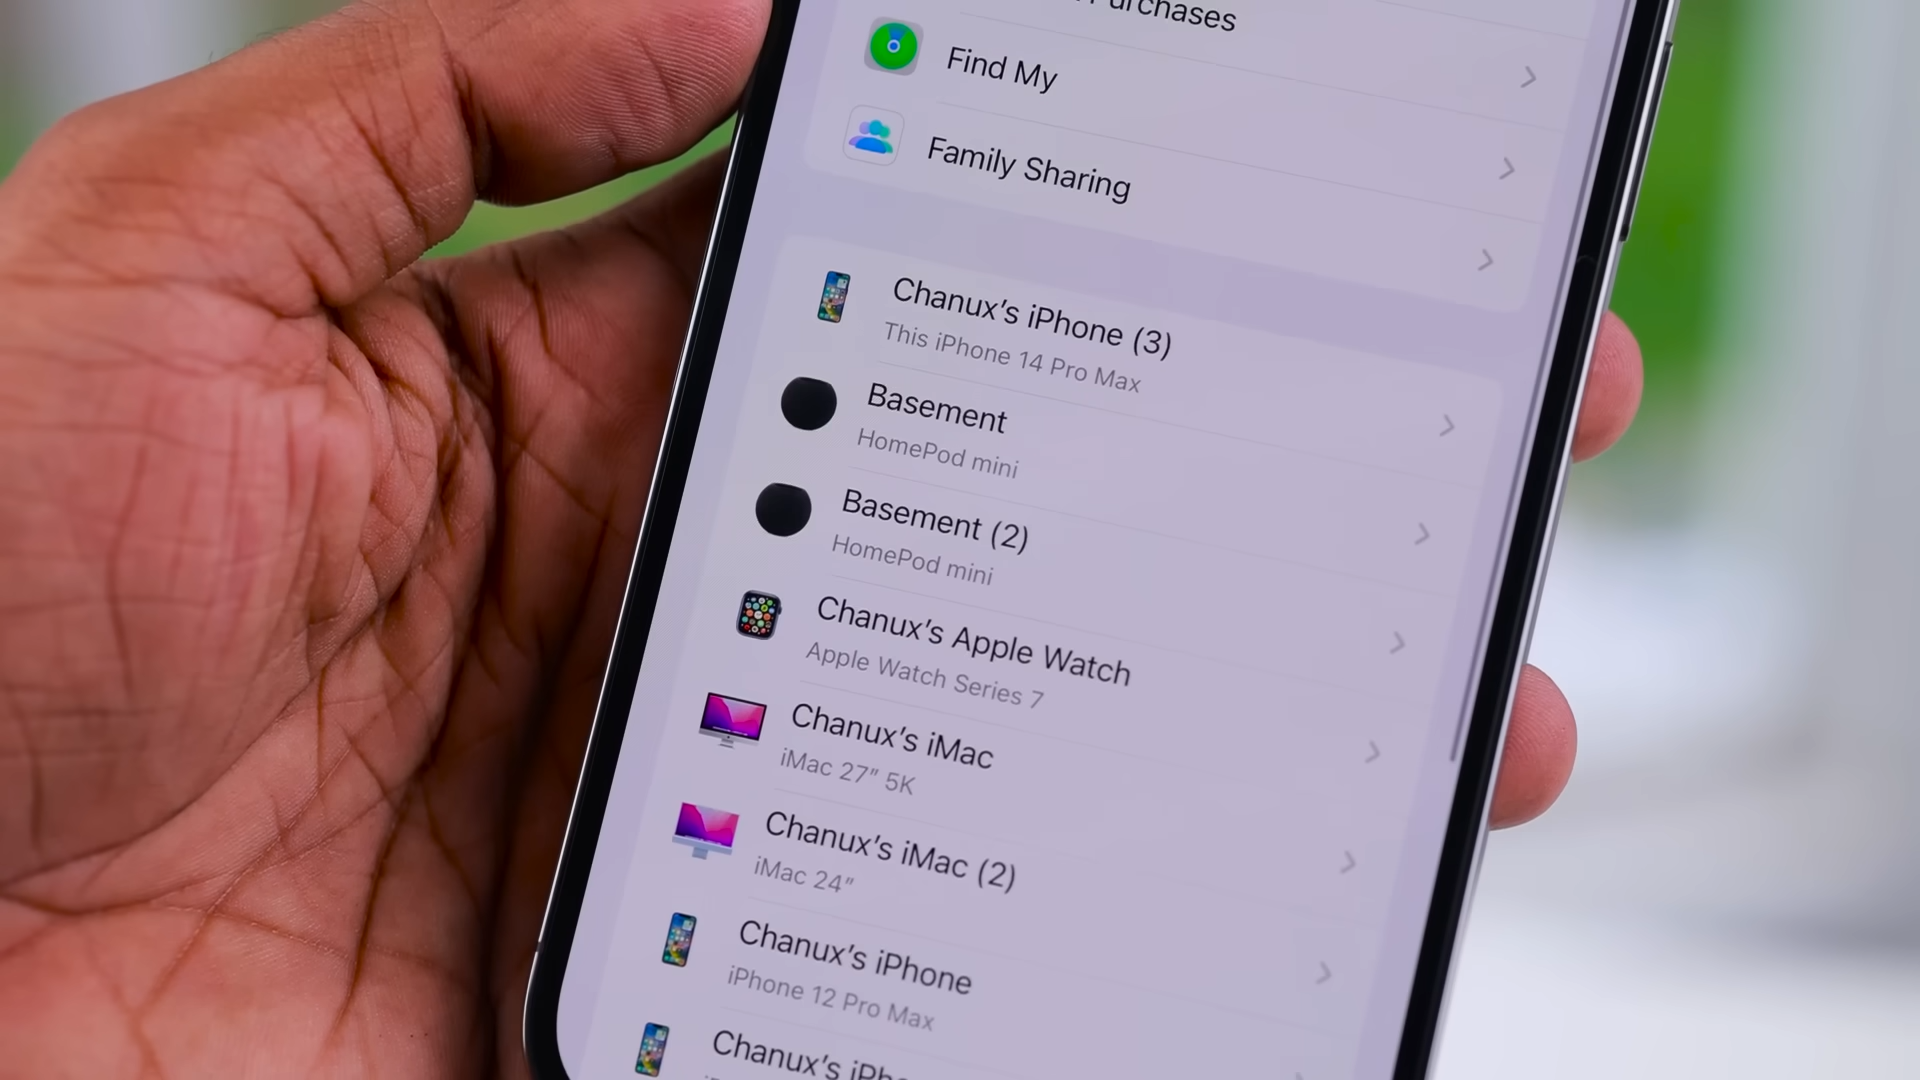 Purchases
Find My
Family Sharing
Chanux’s iPhone (3)
This iPhone 14 Pro Max
Basement
HomePod mini
Basement (2)
HomePod mini
Chanux’s Apple Watch
Apple Watch Series 7
Chanux’s iMac
iMac 27” 5K
Chanux’s iMac (2)
iMac 24”
Chanux’s iPhone
iPhone 12 Pro Max
Chanux’s